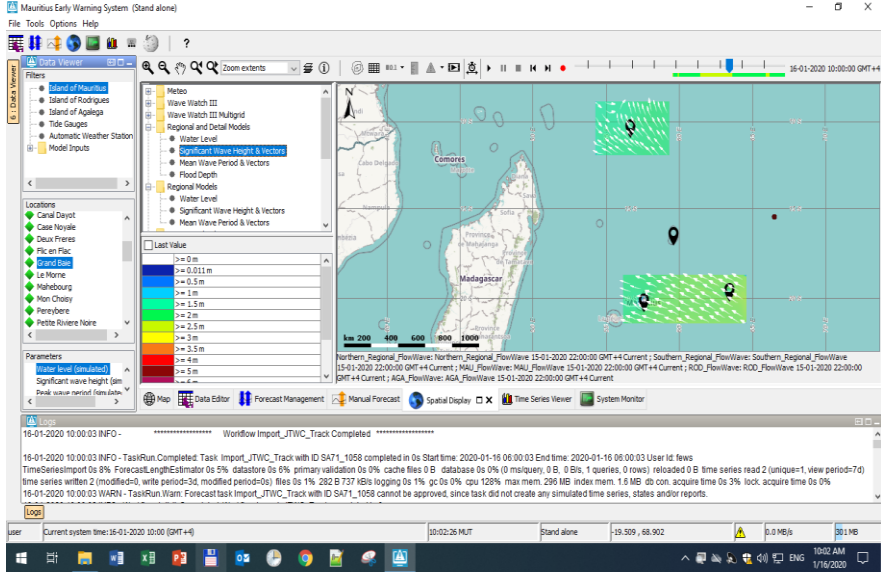 Mauritius Early Warning System (Stand alone)
File Tools Options Help
6 : Data Viewer
Data Viewer
Filters
Island of Mauritius
Island of Rodrigues
Island of Agalega
Tide Gauges
Automatic Weather Station
Model Inputs
Locations
Canal Dayot
Case Noyale
Deux Freres
Flic en Flac
Grand Baie
Le Morne
Mahebourg
Mon Choisy
Pereybere
Petite Riviere Noire
Parameters
Water level (simulated)
Significant wave height (sim
Peak wave period (simulate
Zoom extents
16-01-2020 10:00:00 GMT+4
Meteo
Wave Watch III
Wave Watch III Multigrid
Regional and Detail Models
Water Level
Significant Wave Height & Vectors
Mean Wave Period & Vectors
Flood Depth
Regional Models
Water Level
Significant Wave Height & Vectors
Mean Wave Period & Vectors
Last Value
>= 0 m
>= 0.011 m
>= 0.5 m
>= 1m
>= 1.5 m
>= 2m
>= 2.5 m
>= 3m
>= 3.5 m
>= 4m
>= 5m
N
Comores
Madagascar
km 200 400 600 800 1000
Northern_Regional_FlowWave: Northern_Regional_FlowWave 15-01-2020 22:00:00 GMT+4 Current ; Southern_Regional_FlowWave: Southern_Regional_FlowWave
15-01-2020 22:00:00 GMT+4 Current ; MAU_FlowWave: MAU_FlowWave 15-01-2020 22:00:00 GMT+4 Current ; ROD_FlowWave: ROD_FlowWave 15-01-2020 22:00:00
GMT+4 Current ; AGA_FlowWave: AGA_FlowWave 15-01-2020 22:00:00 GMT+4 Current
Map Data Editor Forecast Management Manual Forecast Spatial Display Time Series Viewer System Monitor
Logs
16-01-2020 10:00:03 INFO - ****************** Workflow Import_JTWC_Track Completed ******************
16-01-2020 10:00:03 INFO - TaskRun.Completed: Task Import_JTWC_Track with ID SA71_1058 completed in 0s Start time: 2020-01-16 06:00:03 End time: 2020-01-16 06:00:03 User Id: fews
TimeSeriesImport 0s 8% ForecastLengthEstimator 0s 5% datastore 0s 6% primary validation 0s 0% cache files 0 B database 0s 0% (0 ms/query, 0 B, 0 B/s, 1 queries, 0 rows) reloaded 0 B time series read 2 (unique=1, view period=7d)
time series written 2 (modified=0, write period=3d, modified period=0s) files 0s 1% 282 B 737 kB/s logging 0s 1% gc 0s 0% cpu 128% max mem. 296 MB index mem. 1.6 MB db con. acquire time 0s 3% lock. acquire time 0s 0%
16-01-2020 10:00:03 WARN - TaskRun.Warn: Forecast task Import_JTWC_Track with ID SA71_1058 cannot be approved, since task did not create any simulated time series, states and/or reports.
Logs
user Current system time:16-01-2020 10:00 (GMT+4) 10:02:26 MUT Stand alone -19.509 , 68.902 0.0 MB/s 301 MB
ENG
10:02 AM
1/16/2020